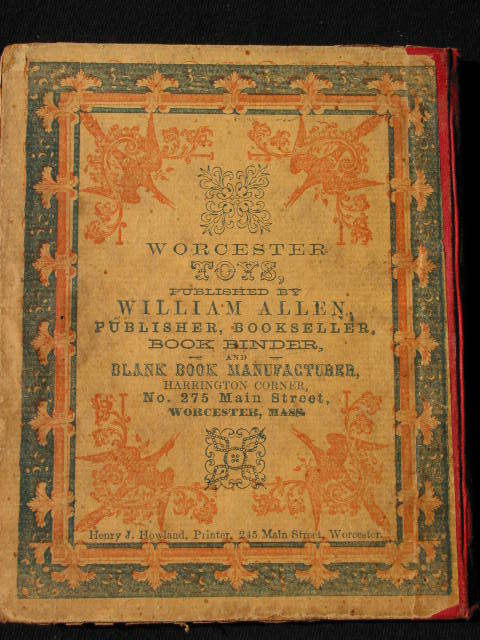 WORCESTER
TOYS,
PUBLISHED BY
WILLIAM ALLEN,
PUBLISHER, BOOKSELLER,
BOOK BINDER,
AND
BLANK BOOK MANUFACTURER,
HARRINGTON CORNER,
No. 275 Main Street,
WORCESTER, MASS.
Henry J. Howland, Printer, 245 Main Street, Worcester.